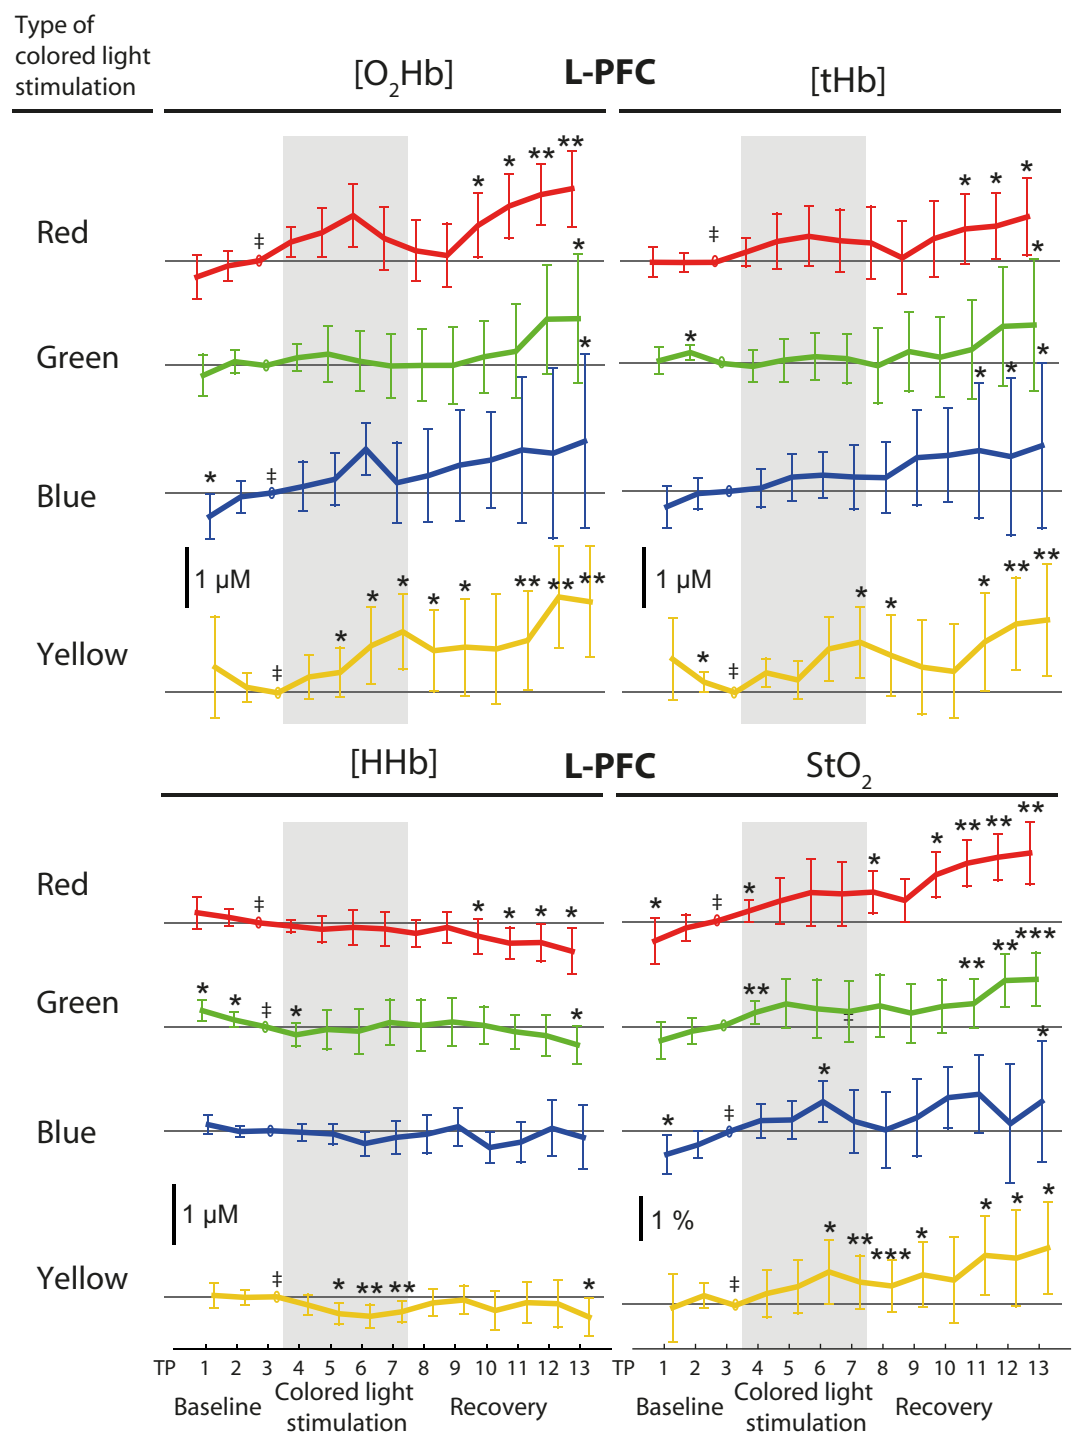 Type of
colored light
stimulation
[O₂Hb] L-PFC [tHb]
‡ * * ** **
‡ * * *
Red
*
* *
Green
* ‡ *
* * *
Blue
1 µM 1 µM
‡ * * * * * ** ** **
* ‡ * * * ** **
Yellow
[HHb] L-PFC StO₂
‡ * * * *
* ‡ * * * ** ** **
Red
* * ‡ * *
** ‡ ** ** ***
Green
* ‡ * *
Blue
1 µM 1 %
‡ * ** ** *
‡ * ** *** * * * *
Yellow
TP 1 2 3 4 5 6 7 8 9 10 11 12 13 TP 1 2 3 4 5 6 7 8 9 10 11 12 13
Baseline Colored light stimulation Recovery Baseline Colored light stimulation Recovery